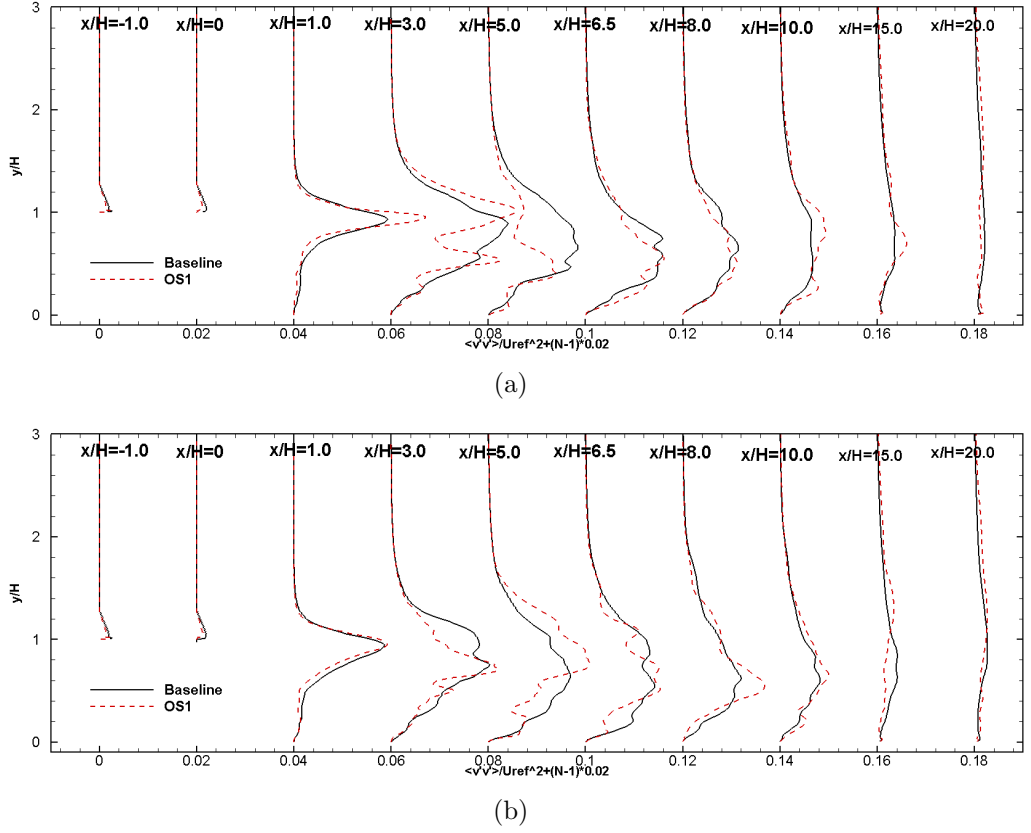 3
x/H=-1.0 x/H=0 x/H=1.0 x/H=3.0 x/H=5.0 x/H=6.5 x/H=8.0 x/H=10.0 x/H=15.0 x/H=20.0
2
y/H
1
Baseline
OS1
0
0 0.02 0.04 0.06 0.08 0.1 0.12 0.14 0.16 0.18
<v'v'>/Uref^2+(N-1)*0.02
(a)
3
x/H=-1.0 x/H=0 x/H=1.0 x/H=3.0 x/H=5.0 x/H=6.5 x/H=8.0 x/H=10.0 x/H=15.0 x/H=20.0
2
y/H
1
Baseline
OS1
0
0 0.02 0.04 0.06 0.08 0.1 0.12 0.14 0.16 0.18
<v'v'>/Uref^2+(N-1)*0.02
(b)